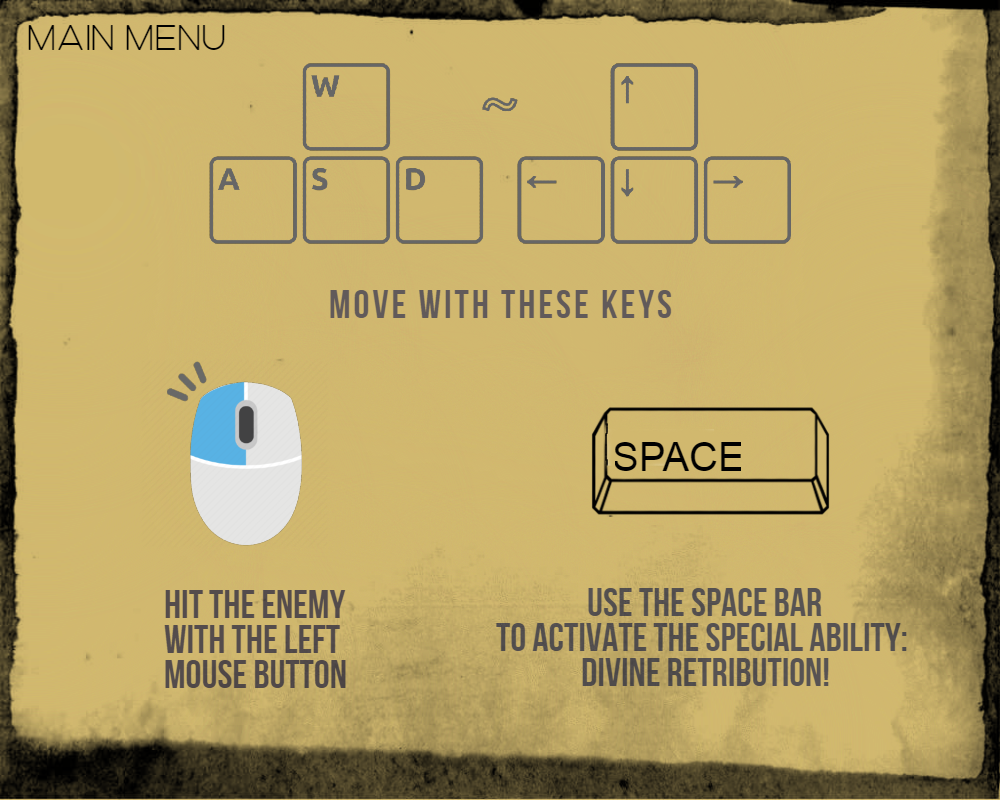 MAIN MENU
W ~ ↑
A S D ← ↓ →
MOVE WITH THESE KEYS
SPACE
HIT THE ENEMY
WITH THE LEFT
MOUSE BUTTON
USE THE SPACE BAR
TO ACTIVATE THE SPECIAL ABILITY:
DIVINE RETRIBUTION!